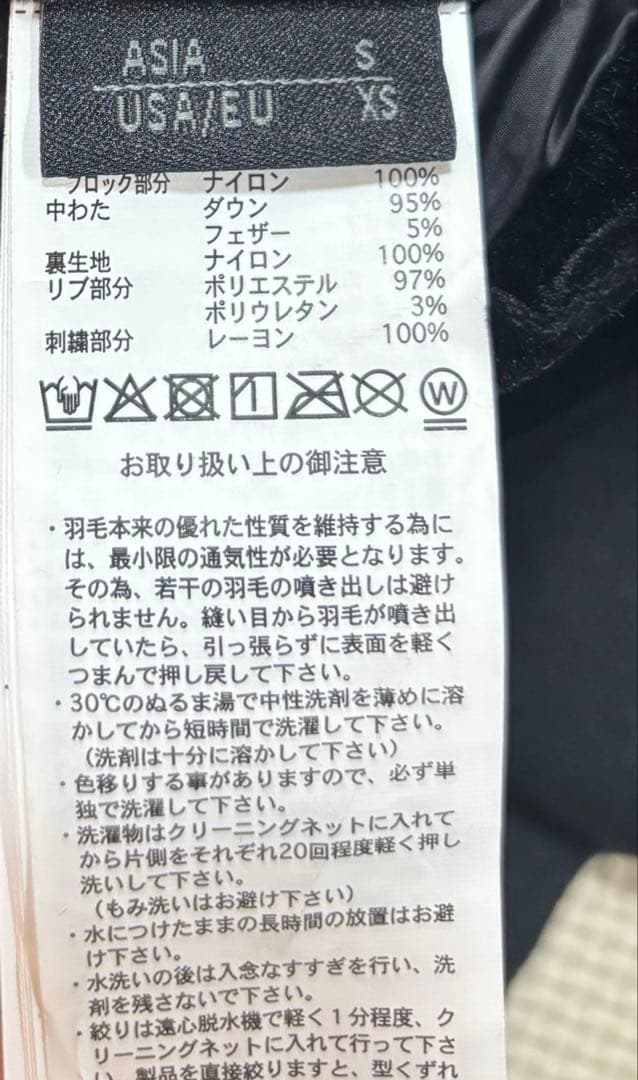 ASIA S
USA/EU XS
ブロック部分 ナイロン 100%
中わた ダウン 95%
フェザー 5%
裏生地 ナイロン 100%
リブ部分 ポリエステル 97%
ポリウレタン 3%
刺繍部分 レーヨン 100%
W
お取り扱い上の御注意
・羽毛本来の優れた性質を維持する為に
は、最小限の通気性が必要となります。
その為、若干の羽毛の噴き出しは避け
られません。縫い目から羽毛が噴き出
していたら、引っ張らずに表面を軽く
つまんで押し戻して下さい。
・30℃のぬるま湯で中性洗剤を薄めに溶
かしてから短時間で洗濯して下さい。
（洗剤は十分に溶かして下さい）
・色移りする事がありますので、必ず単
独で洗濯して下さい。
・洗濯物はクリーニングネットに入れて
から片側をそれぞれ20回程度軽く押し
洗いして下さい。
（もみ洗いはお避け下さい）
・水につけたままの長時間の放置はお避
け下さい。
・水洗いの後は入念なすすぎを行い、洗
剤を残さないで下さい。
・絞りは遠心脱水機で軽く１分程度、ク
リーニングネットに入れて行って下さ
い。製品を直接絞りますと、型くずれ